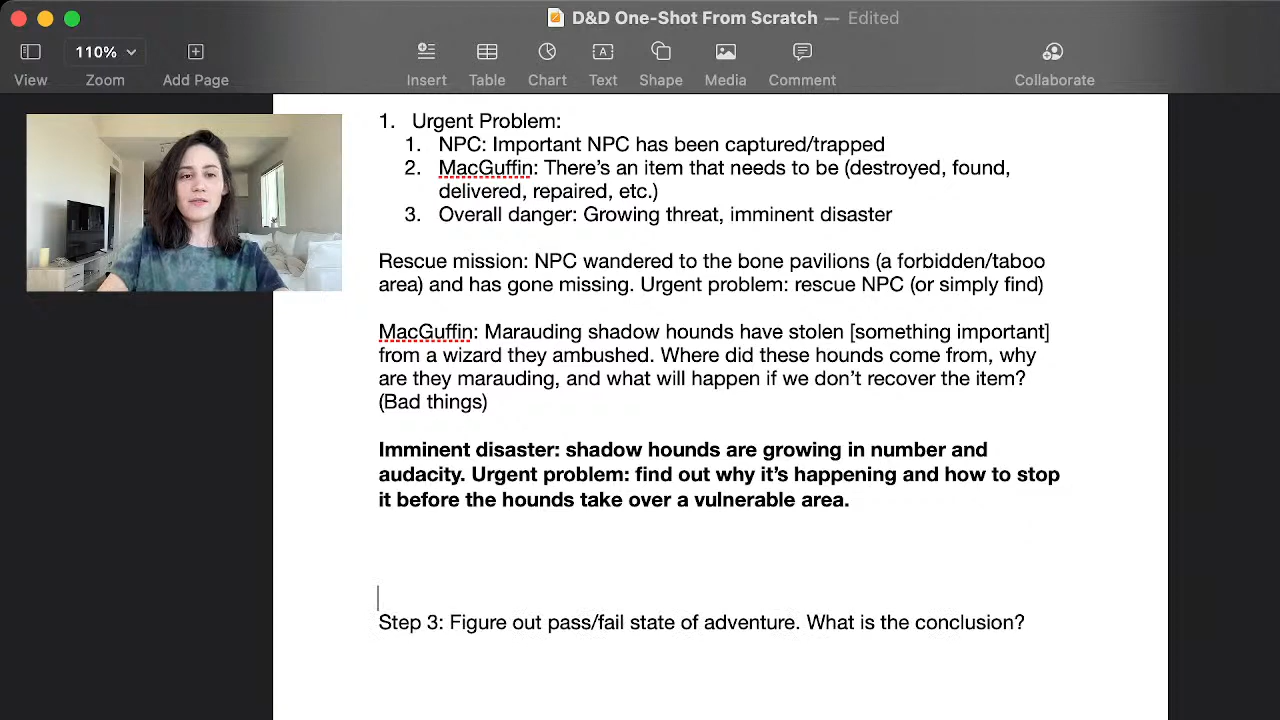 D&D One-Shot From Scratch — Edited
110%
View Zoom Add Page Insert Table Chart Text Shape Media Comment Collaborate
1. Urgent Problem:
1. NPC: Important NPC has been captured/trapped
2. MacGuffin: There’s an item that needs to be (destroyed, found,
delivered, repaired, etc.)
3. Overall danger: Growing threat, imminent disaster
Rescue mission: NPC wandered to the bone pavilions (a forbidden/taboo
area) and has gone missing. Urgent problem: rescue NPC (or simply find)
MacGuffin: Marauding shadow hounds have stolen [something important]
from a wizard they ambushed. Where did these hounds come from, why
are they marauding, and what will happen if we don’t recover the item?
(Bad things)
Imminent disaster: shadow hounds are growing in number and
audacity. Urgent problem: find out why it’s happening and how to stop
it before the hounds take over a vulnerable area.
Step 3: Figure out pass/fail state of adventure. What is the conclusion?